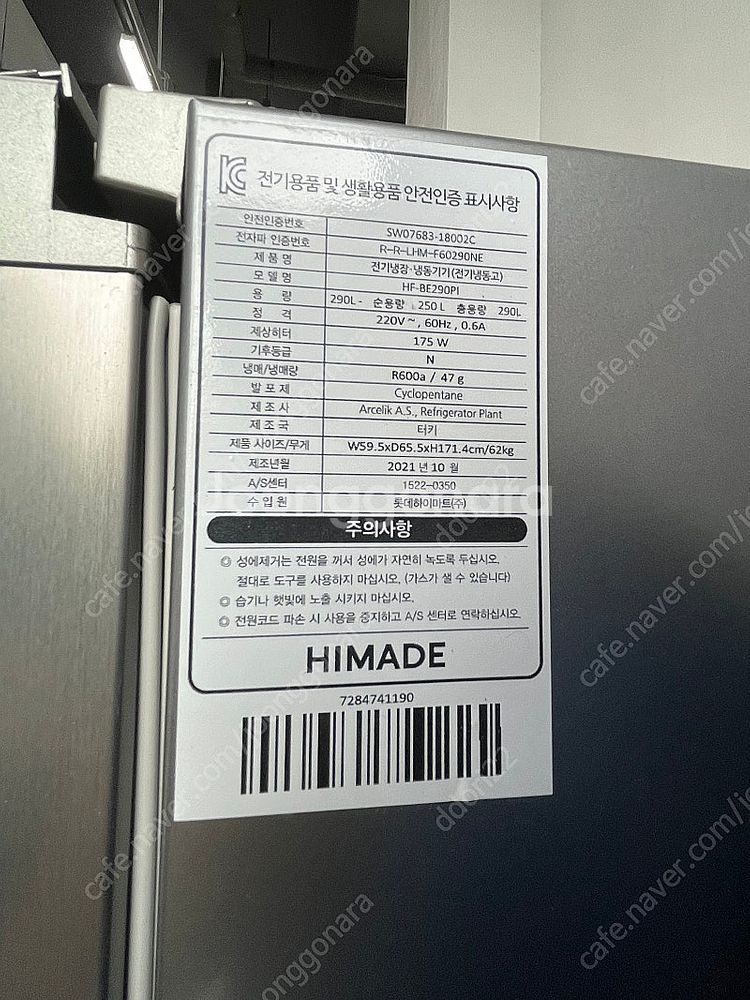 전기용품 및 생활용품 안전인증 표시사항
안전인증번호 SW07683-18002C
전자파 인증번호 R-R-LHM-F60290NE
제 품 명 전기냉장·냉동기기(전기냉동고)
모 델 명 HF-BE290PI
용 량 290L - 순용량 250 L 총용량 290L
정 격 220V ~ , 60Hz , 0.6A
제상히터 175 W
기후등급 N
냉매/냉매량 R600a / 47 g
발 포 제 Cyclopentane
제 조 사 Arcelik A.S., Refrigerator Plant
제 조 국 터키
제품 사이즈/무게 W59.5xD65.5xH171.4cm/62kg
제조년월 2021 년 10 월
A/S센터 1522-0350
수 입 원 롯데하이마트(주)
주의사항
◎ 성에제거는 전원을 꺼서 성에가 자연히 녹도록 두십시오.
절대로 도구를 사용하지 마십시오. (가스가 샐 수 있습니다)
◎ 습기나 햇빛에 노출 시키지 마십시오.
◎ 전원코드 파손 시 사용을 중지하고 A/S 센터로 연락하십시오.
HIMADE
7284741190
joonggonara
cafe.naver.com/joonggonara